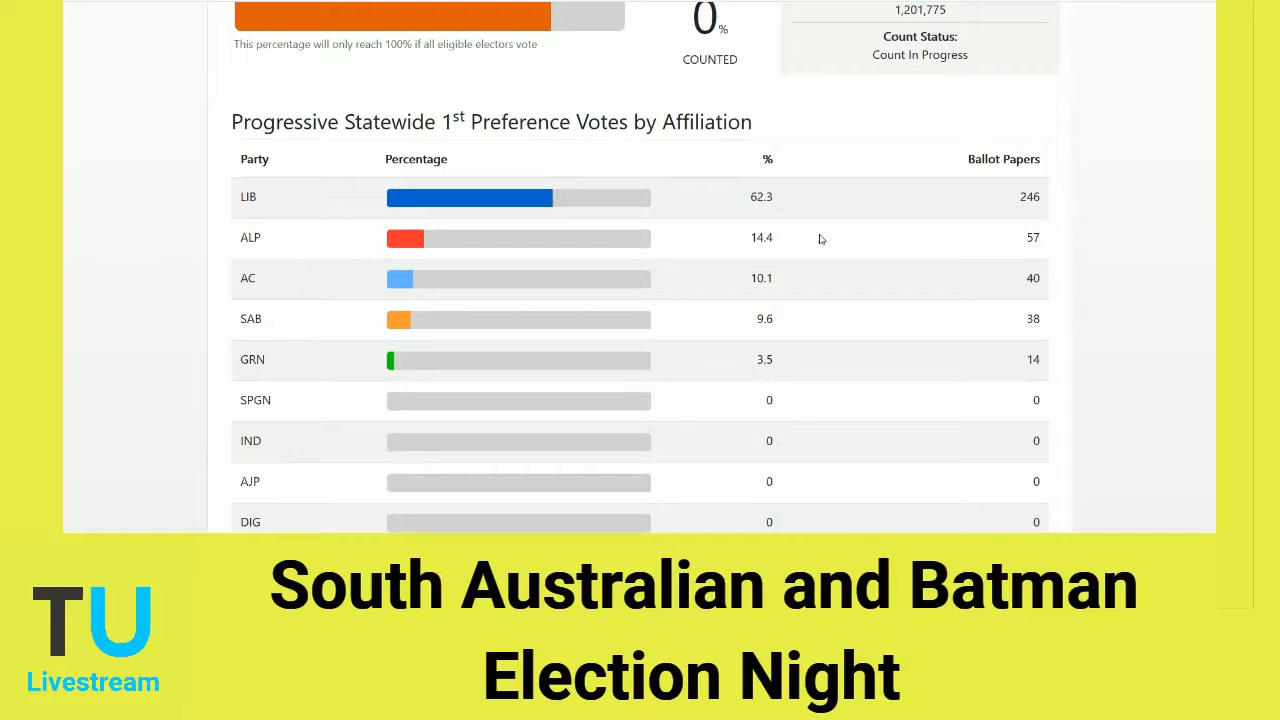 1,201,775
0%
This percentage will only reach 100% if all eligible electors vote
COUNTED
Count Status:
Count In Progress
Progressive Statewide 1st Preference Votes by Affiliation
Party Percentage % Ballot Papers
LIB 62.3 246
ALP 14.4 57
AC 10.1 40
SAB 9.6 38
GRN 3.5 14
SPGN 0 0
IND 0 0
AJP 0 0
DIG 0 0
South Australian and Batman
Election Night
TU
Livestream